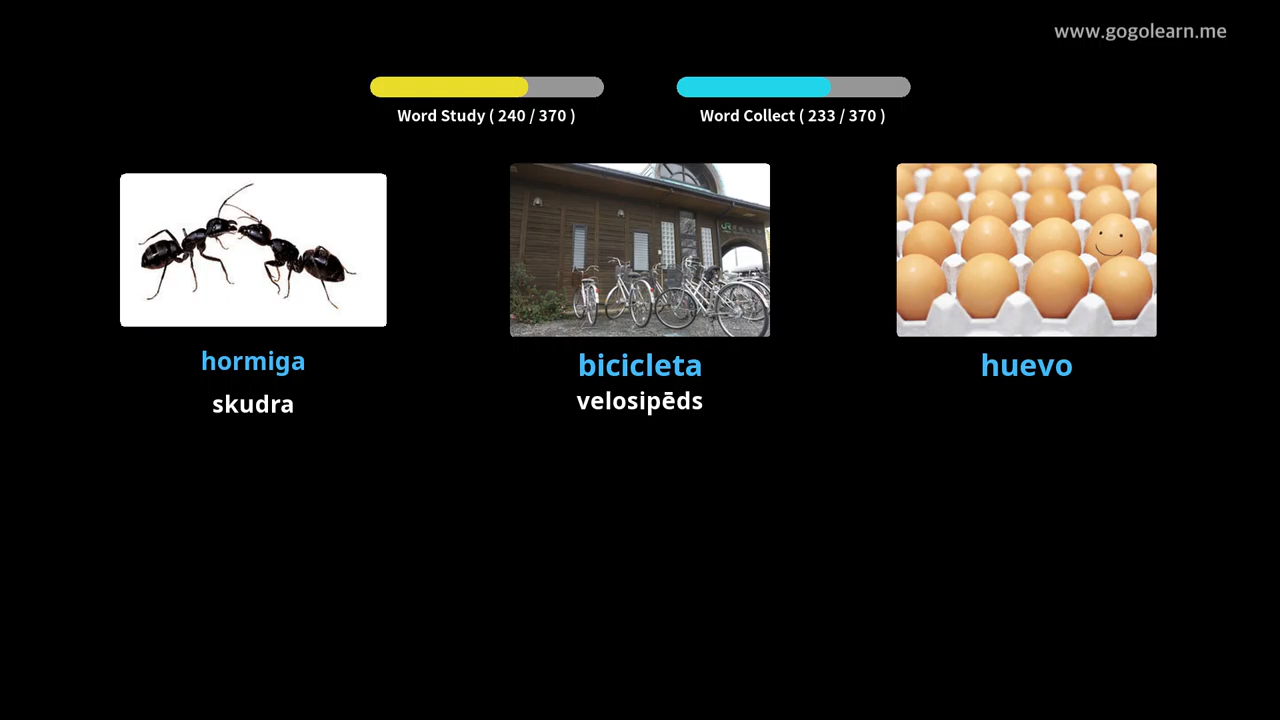 www.gogolearn.me
Word Study ( 240 / 370 )
Word Collect ( 233 / 370 )
hormiga
skudra
bicicleta
velosipēds
huevo